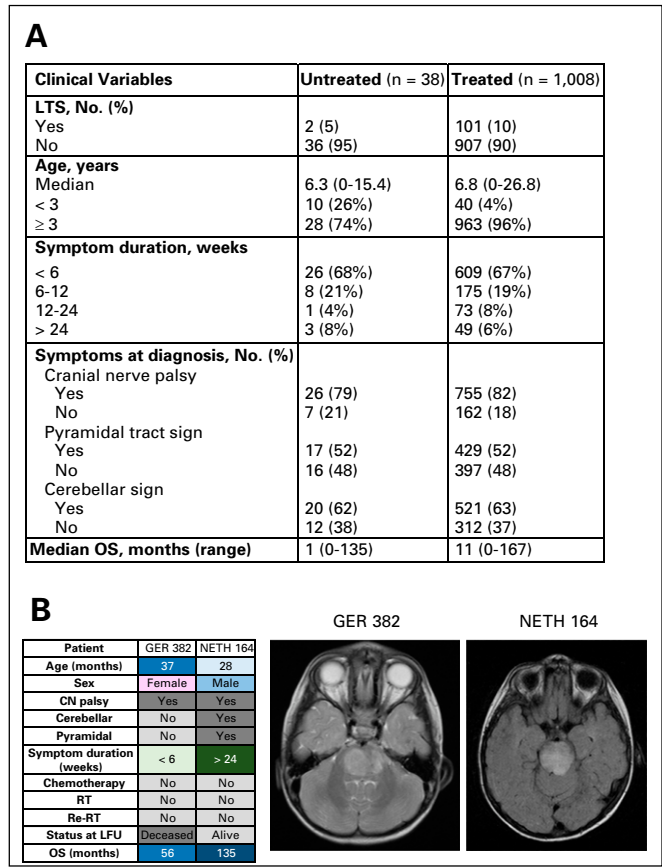 A
Clinical Variables Untreated (n = 38) Treated (n = 1,008)
LTS, No. (%)
Yes 2 (5) 101 (10)
No 36 (95) 907 (90)
Age, years
Median 6.3 (0-15.4) 6.8 (0-26.8)
< 3 10 (26%) 40 (4%)
≥ 3 28 (74%) 963 (96%)
Symptom duration, weeks
< 6 26 (68%) 609 (67%)
6-12 8 (21%) 175 (19%)
12-24 1 (4%) 73 (8%)
> 24 3 (8%) 49 (6%)
Symptoms at diagnosis, No. (%)
Cranial nerve palsy
Yes 26 (79) 755 (82)
No 7 (21) 162 (18)
Pyramidal tract sign
Yes 17 (52) 429 (52)
No 16 (48) 397 (48)
Cerebellar sign
Yes 20 (62) 521 (63)
No 12 (38) 312 (37)
Median OS, months (range) 1 (0-135) 11 (0-167)
B
Patient GER 382 NETH 164
Age (months) 37 28
Sex Female Male
CN palsy Yes Yes
Cerebellar No Yes
Pyramidal No Yes
Symptom duration
(weeks) < 6 > 24
Chemotherapy No No
RT No No
Re-RT No No
Status at LFU Deceased Alive
OS (months) 56 135
GER 382
NETH 164